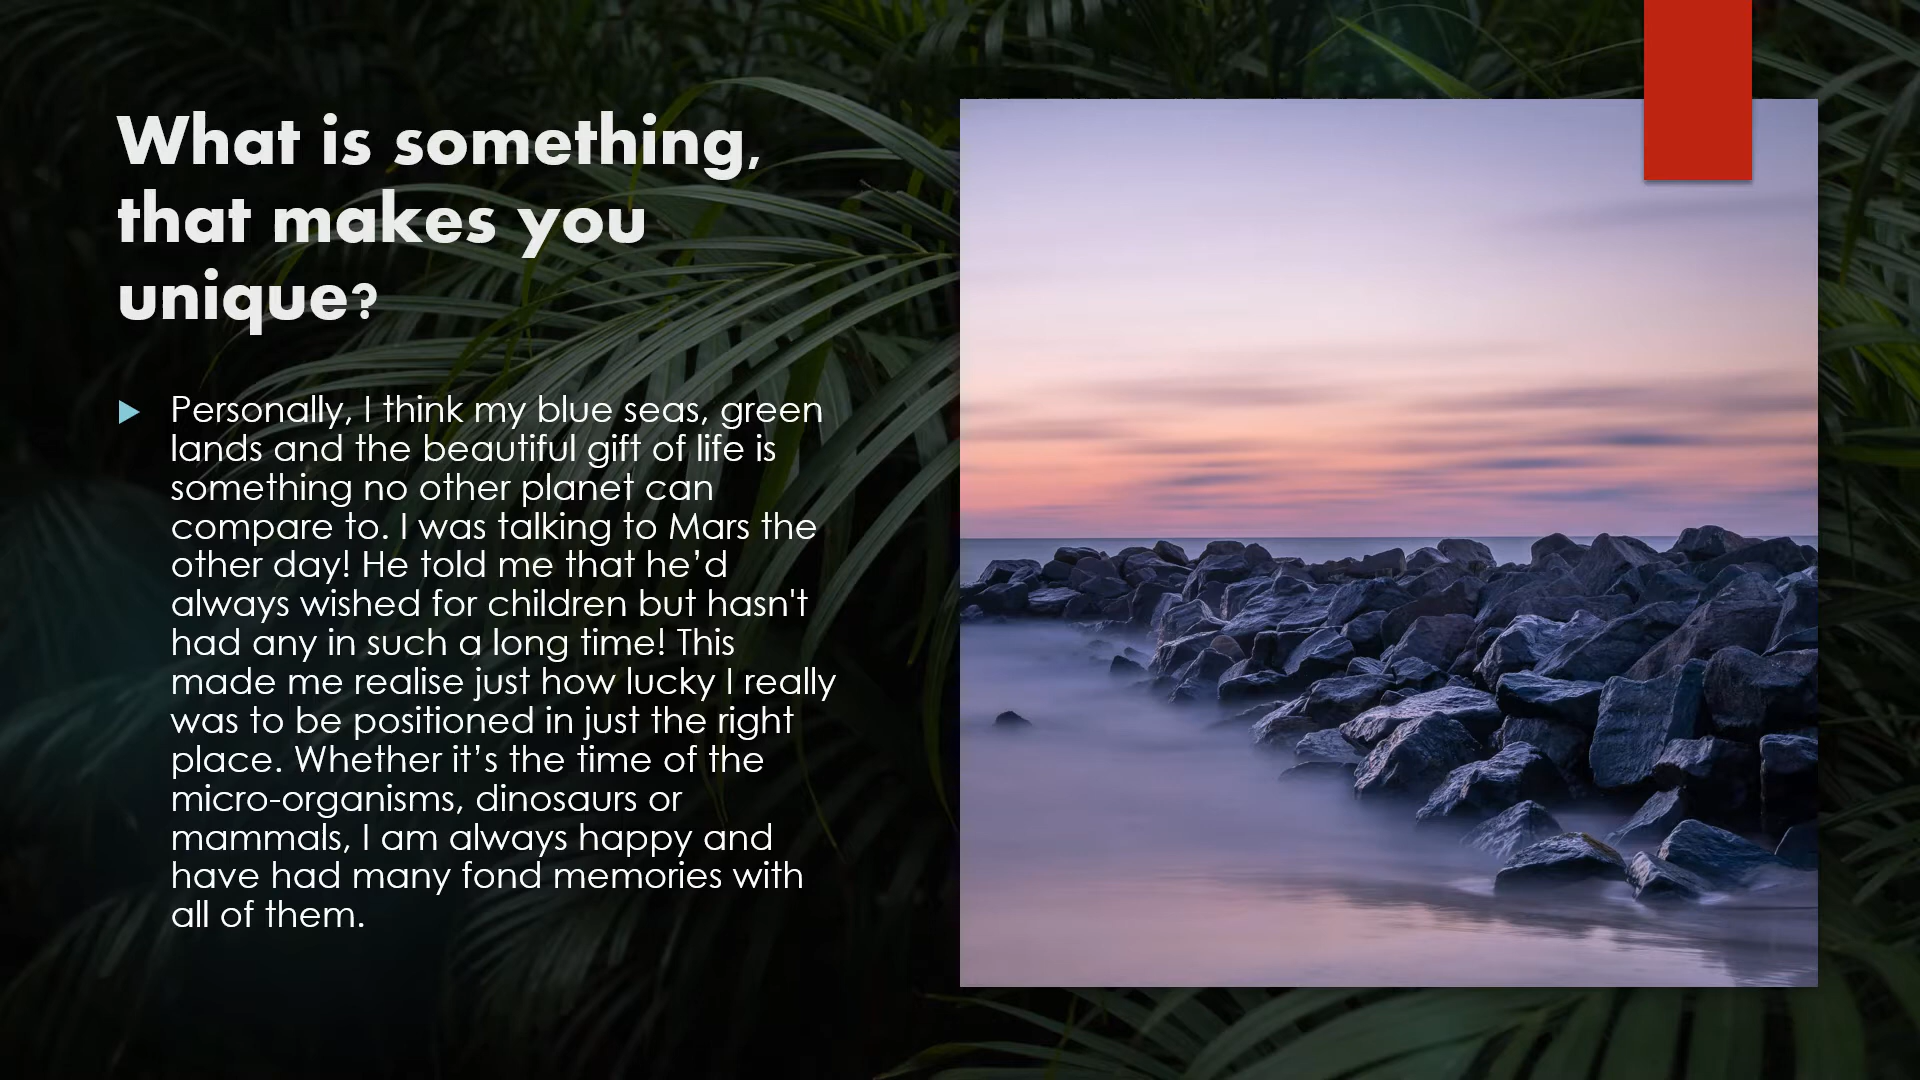 What is something,
that makes you
unique?
Personally, I think my blue seas, green
lands and the beautiful gift of life is
something no other planet can
compare to. I was talking to Mars the
other day! He told me that he’d
always wished for children but hasn't
had any in such a long time! This
made me realise just how lucky I really
was to be positioned in just the right
place. Whether it’s the time of the
micro-organisms, dinosaurs or
mammals, I am always happy and
have had many fond memories with
all of them.